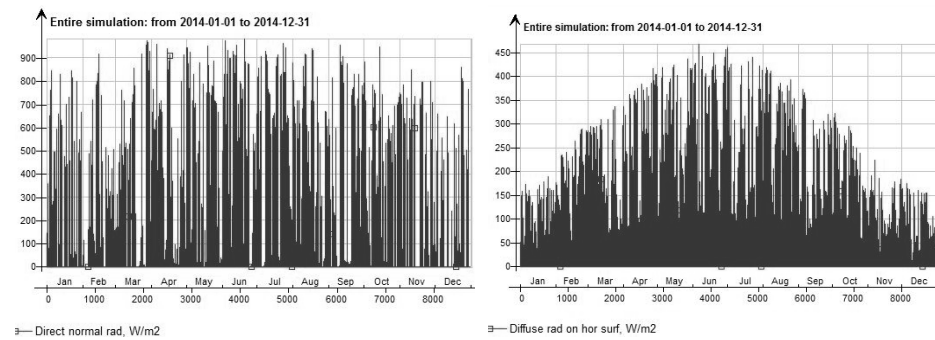 Entire simulation: from 2014-01-01 to 2014-12-31
900
800
700
600
500
400
300
200
100
0
Jan Feb Mar Apr May Jun Jul Aug Sep Oct Nov Dec
0 1000 2000 3000 4000 5000 6000 7000 8000
Direct normal rad, W/m2
Entire simulation: from 2014-01-01 to 2014-12-31
450
400
350
300
250
200
150
100
50
0
Jan Feb Mar Apr May Jun Jul Aug Sep Oct Nov Dec
0 1000 2000 3000 4000 5000 6000 7000 8000
Diffuse rad on hor surf, W/m2